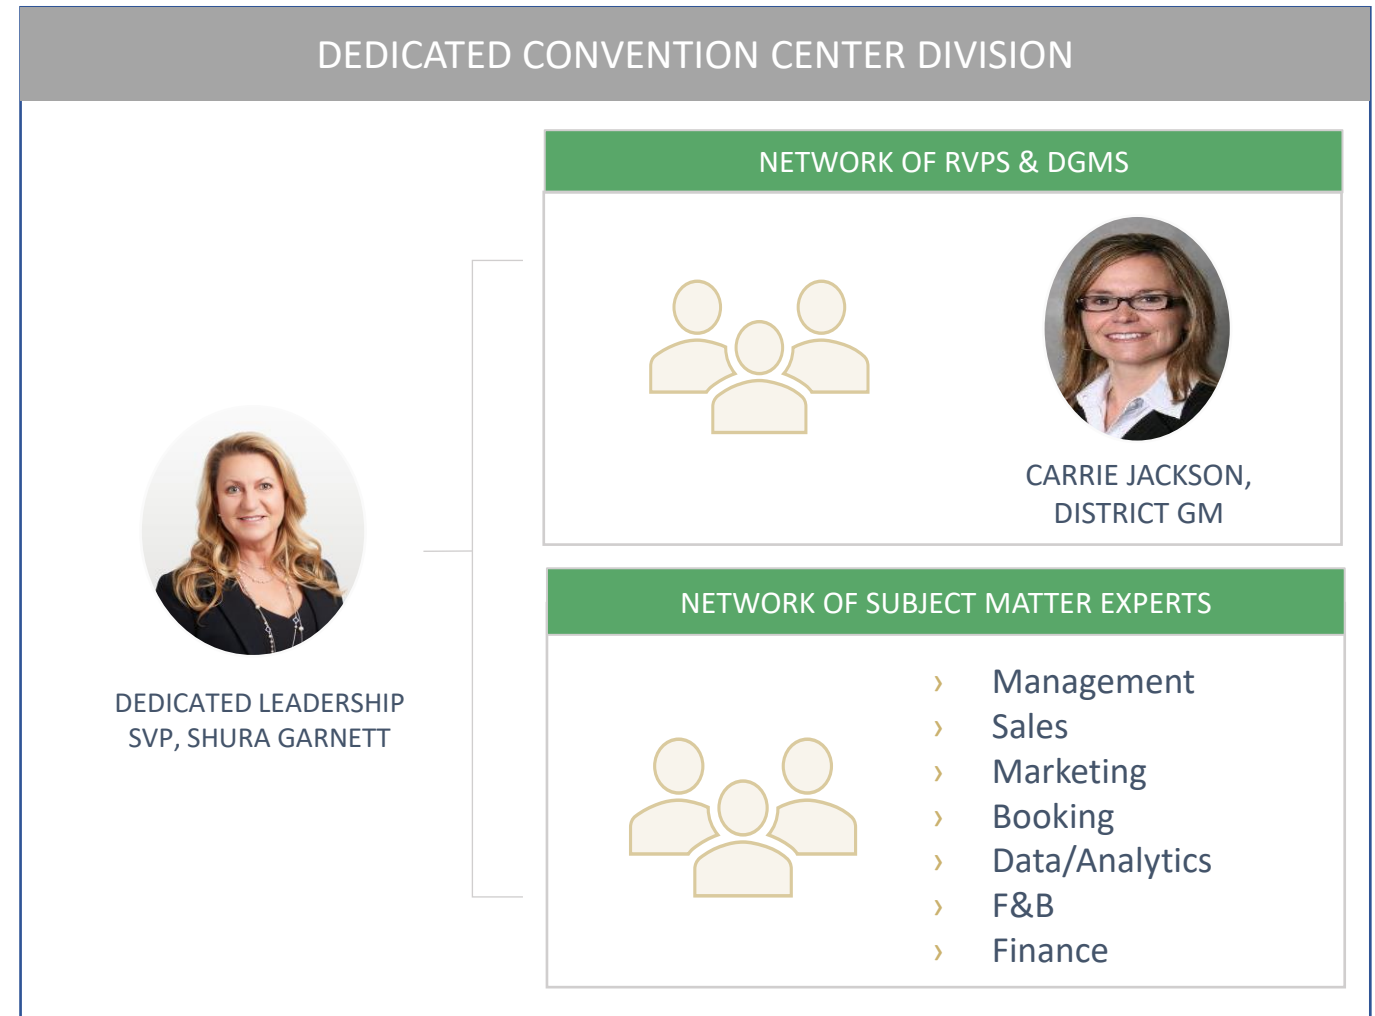 DEDICATED CONVENTION CENTER DIVISION
NETWORK OF RVPS & DGMS
CARRIE JACKSON,
DISTRICT GM
DEDICATED LEADERSHIP
SVP, SHURA GARNETT
NETWORK OF SUBJECT MATTER EXPERTS
› Management
› Sales
› Marketing
› Booking
› Data/Analytics
› F&B
› Finance